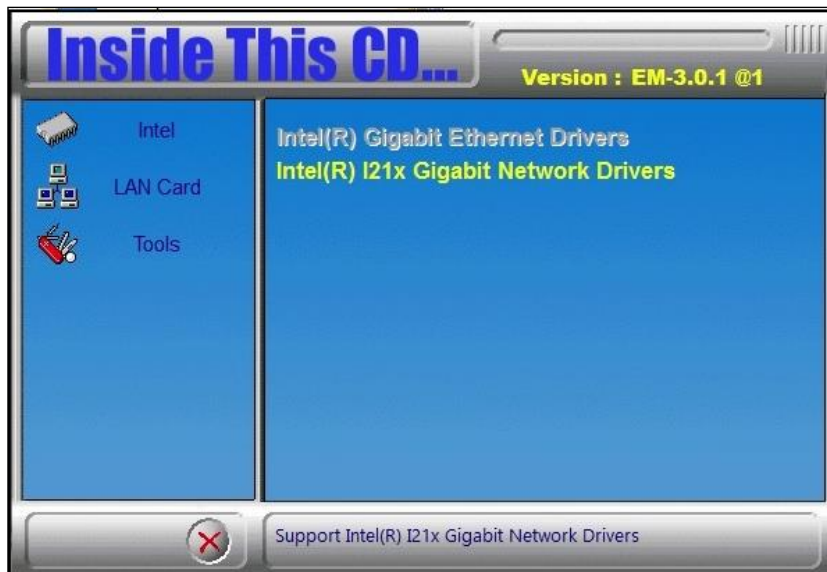 Inside This CD...
Version : EM-3.0.1 @1
Intel
LAN Card
Tools
Intel(R) Gigabit Ethernet Drivers
Intel(R) I21x Gigabit Network Drivers
Support Intel(R) I21x Gigabit Network Drivers